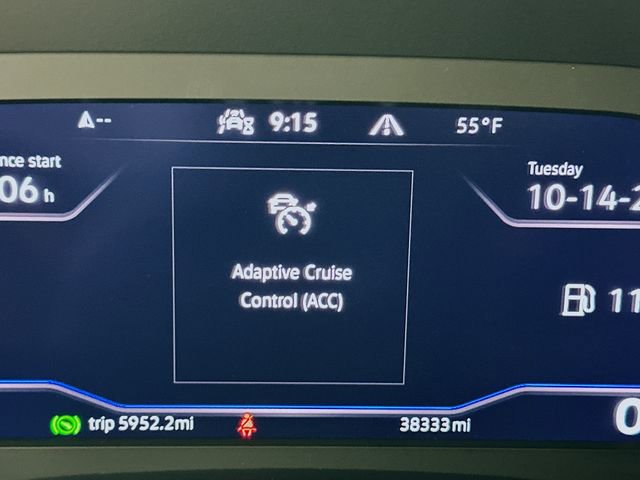 -- 9:15 55°F
nce start
06 h
Tuesday
10-14-2
Adaptive Cruise
Control (ACC)
11
trip 5952.2mi 38333mi
0